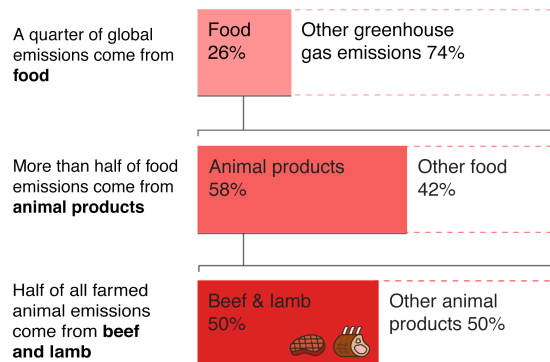 A quarter of global
emissions come from
food
Food
26%
Other greenhouse
gas emissions 74%
More than half of food
emissions come from
animal products
Animal products
58%
Other food
42%
Half of all farmed
animal emissions
come from beef
and lamb
Beef & lamb
50%
Other animal
products 50%